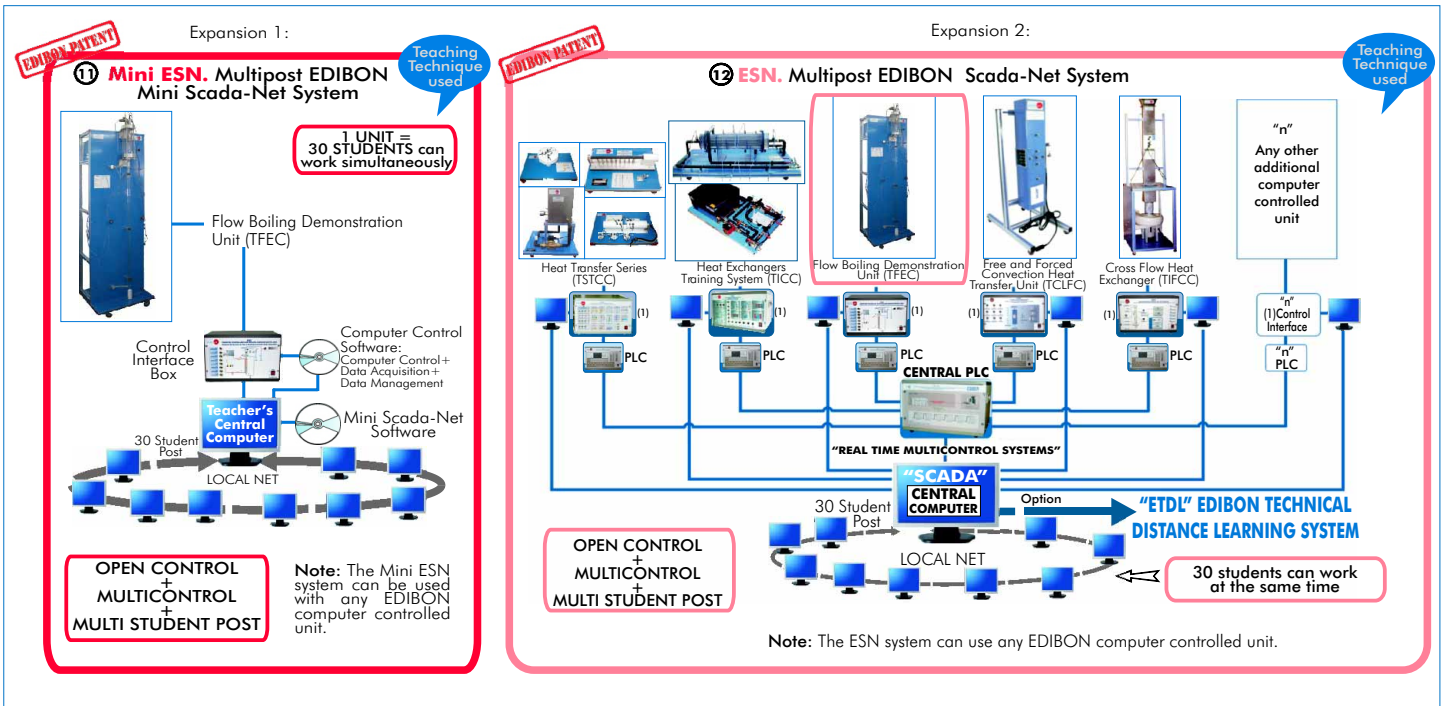 Expansion 1:
EDIBON PATENT
Teaching
Technique
used
11 Mini ESN. Multipost EDIBON
Mini Scada-Net System
1 UNIT =
30 STUDENTS can
work simultaneously
Flow Boiling Demonstration
Unit (TFEC)
Control
Interface
Box
Computer Control
Software:
Computer Control+
Data Acquisition+
Data Management
Teacher's
Central
Computer
Mini Scada-Net
Software
30 Student
Post
LOCAL NET
OPEN CONTROL
+
MULTICONTROL
+
MULTI STUDENT POST
Note: The Mini ESN
system can be used
with any EDIBON
computer controlled
unit.
Expansion 2:
EDIBON PATENT
Teaching
Technique
used
12 ESN. Multipost EDIBON Scada-Net System
Heat Transfer Series
(TSTCC)
Heat Exchangers
Training System (TICC)
Flow Boiling Demonstration
Unit (TFEC)
Free and Forced
Convection Heat
Transfer Unit (TCLFC)
Cross Flow Heat
Exchanger (TIFCC)
"n"
Any other
additional
computer
controlled
unit
(1)
(1)
(1)
(1)
(1)
"n"
(1)Control
Interface
PLC
PLC
PLC
PLC
PLC
"n"
PLC
CENTRAL PLC
"REAL TIME MULTICONTROL SYSTEMS"
"SCADA"
CENTRAL
COMPUTER
Option
"ETDL" EDIBON TECHNICAL
DISTANCE LEARNING SYSTEM
30 Student
Post
LOCAL NET
OPEN CONTROL
+
MULTICONTROL
+
MULTI STUDENT POST
30 students can work
at the same time
Note: The ESN system can use any EDIBON computer controlled unit.